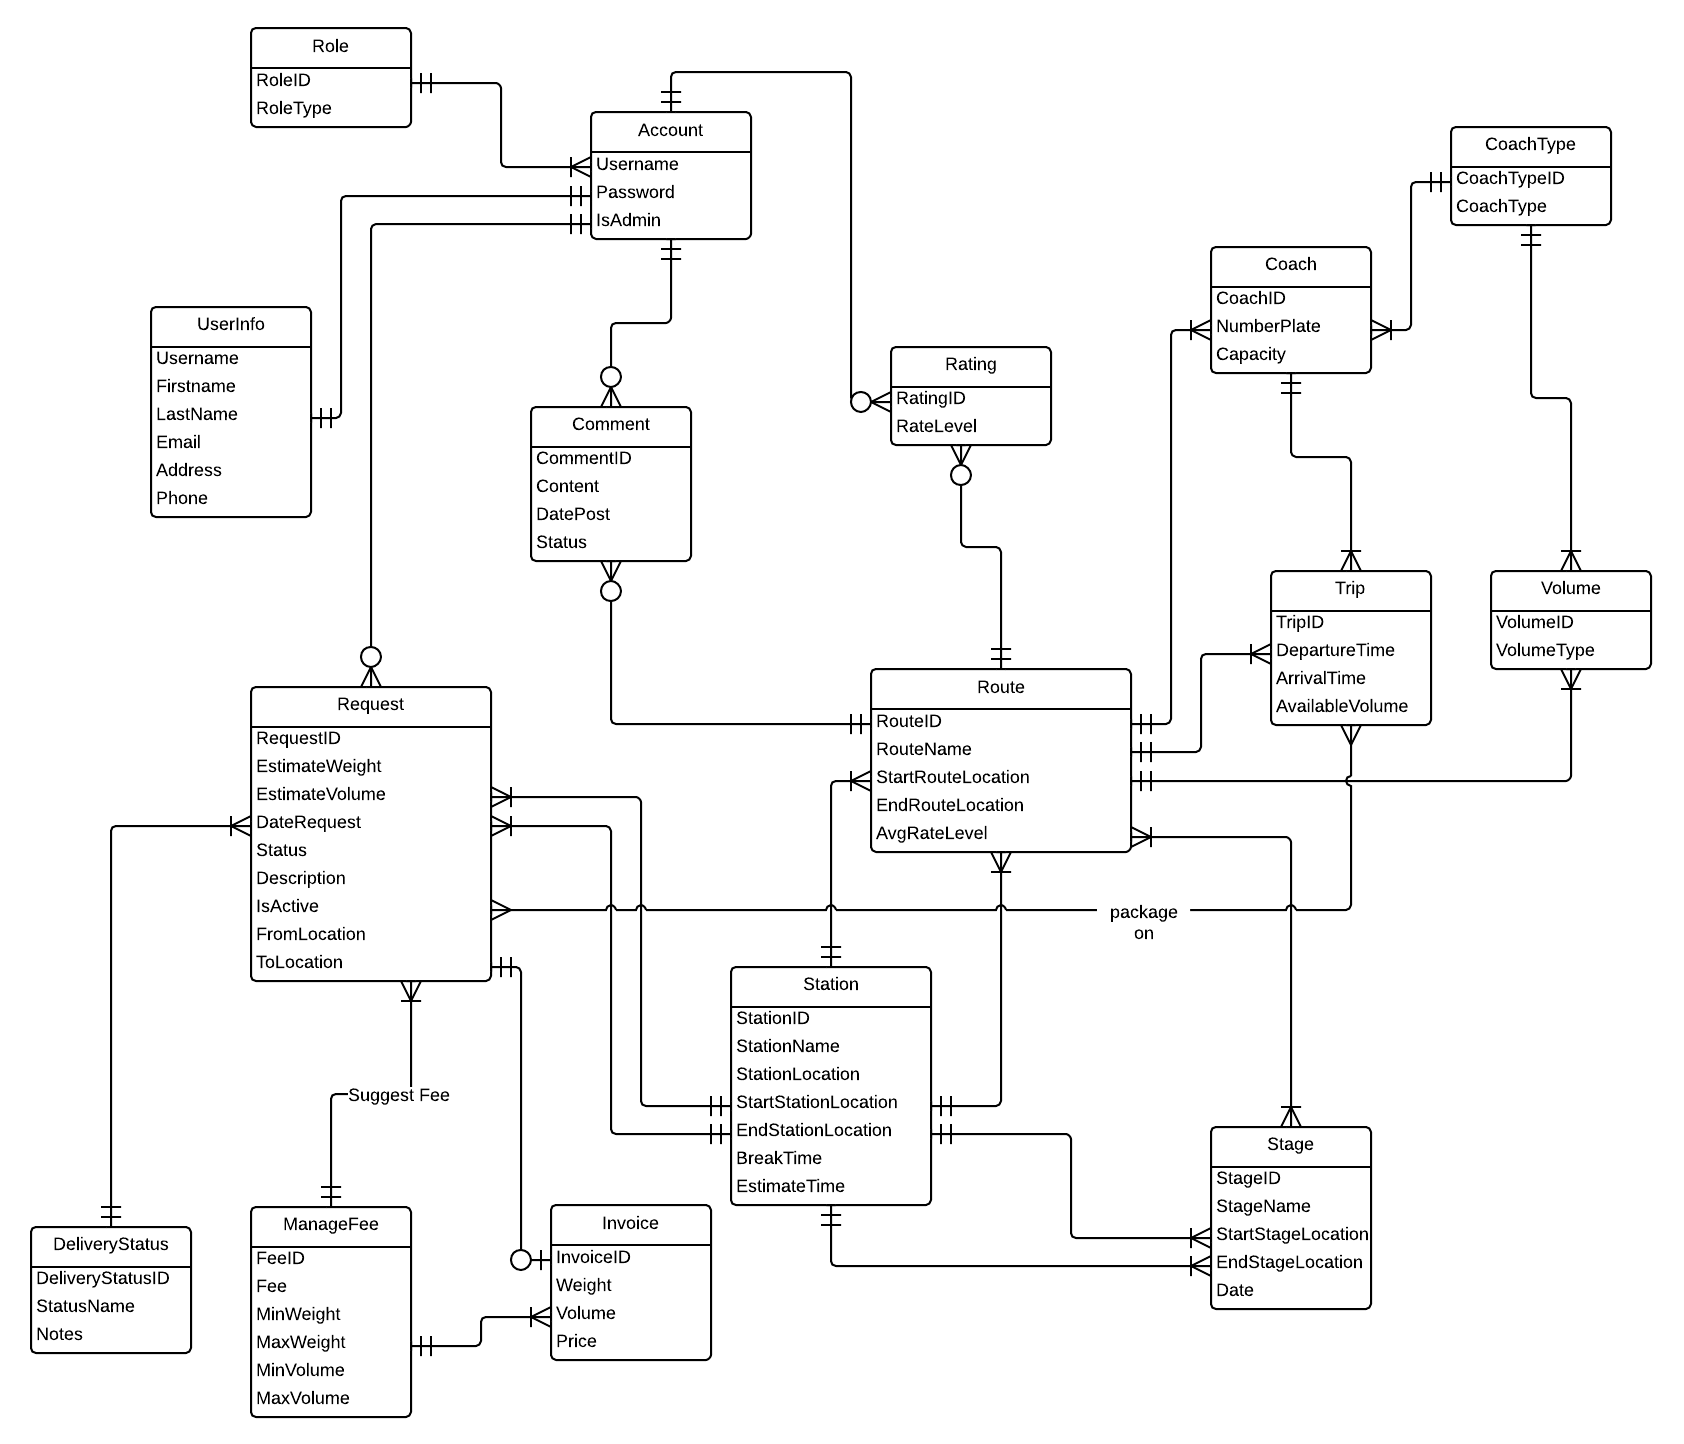 Role
RoleID
RoleType
Account
Username
Password
IsAdmin
CoachType
CoachTypeID
CoachType
Coach
CoachID
NumberPlate
Capacity
UserInfo
Username
Firstname
LastName
Email
Address
Phone
Rating
RatingID
RateLevel
Comment
CommentID
Content
DatePost
Status
Trip
TripID
DepartureTime
ArrivalTime
AvailableVolume
Volume
VolumeID
VolumeType
Route
RouteID
RouteName
StartRouteLocation
EndRouteLocation
AvgRateLevel
Request
RequestID
EstimateWeight
EstimateVolume
DateRequest
Status
Description
IsActive
FromLocation
ToLocation
package
on
Station
StationID
StationName
StationLocation
StartStationLocation
EndStationLocation
BreakTime
EstimateTime
Suggest Fee
Stage
StageID
StageName
StartStageLocation
EndStageLocation
Date
DeliveryStatus
DeliveryStatusID
StatusName
Notes
ManageFee
FeeID
Fee
MinWeight
MaxWeight
MinVolume
MaxVolume
Invoice
InvoiceID
Weight
Volume
Price